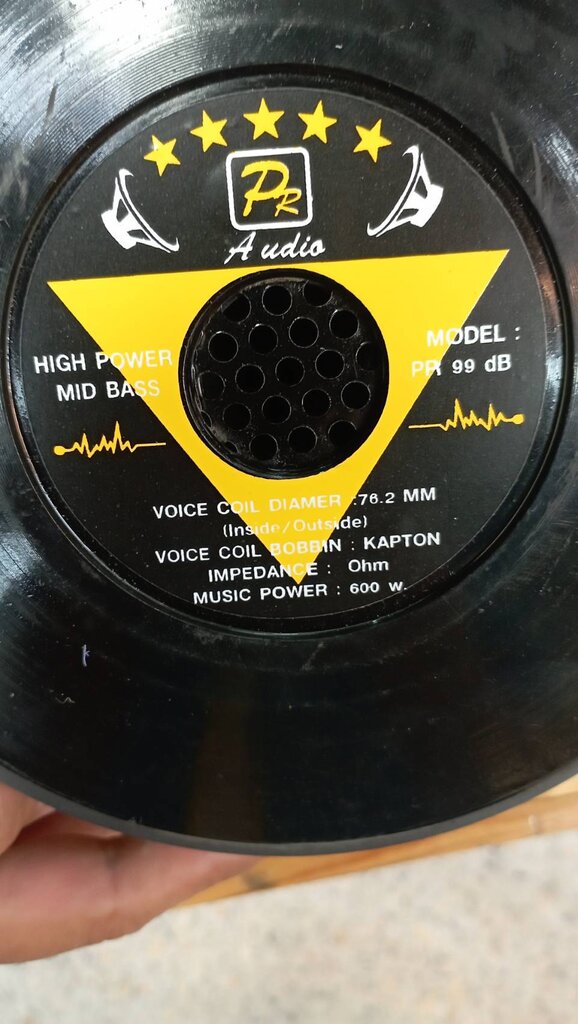 PR
Audio
HIGH POWER
MID BASS
MODEL :
PR 99 dB
VOICE COIL DIAMER :76.2 MM
(Inside/Outside)
VOICE COIL BOBBIN : KAPTON
IMPEDANCE : Ohm
MUSIC POWER : 600 W.